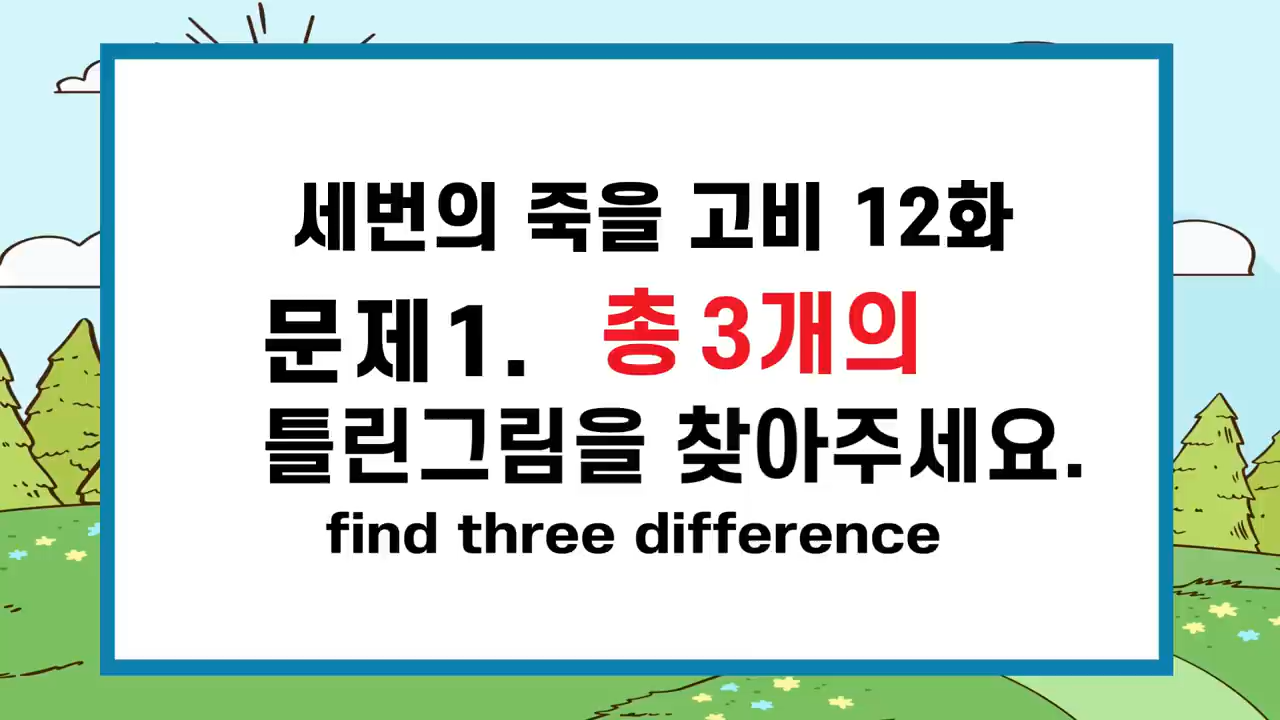 세번의 죽을 고비 12화
문제1. 총3개의
틀린그림을 찾아주세요.
find three difference